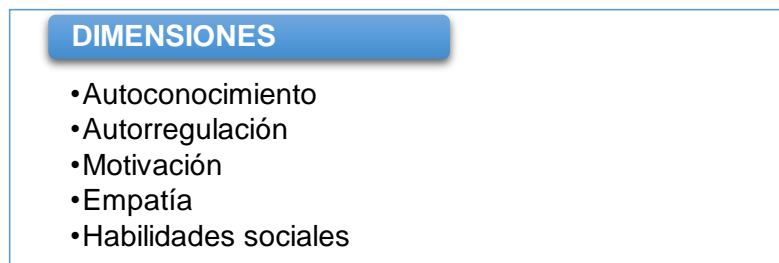 DIMENSIONES
•Autoconocimiento
•Autorregulación
•Motivación
•Empatía
•Habilidades sociales